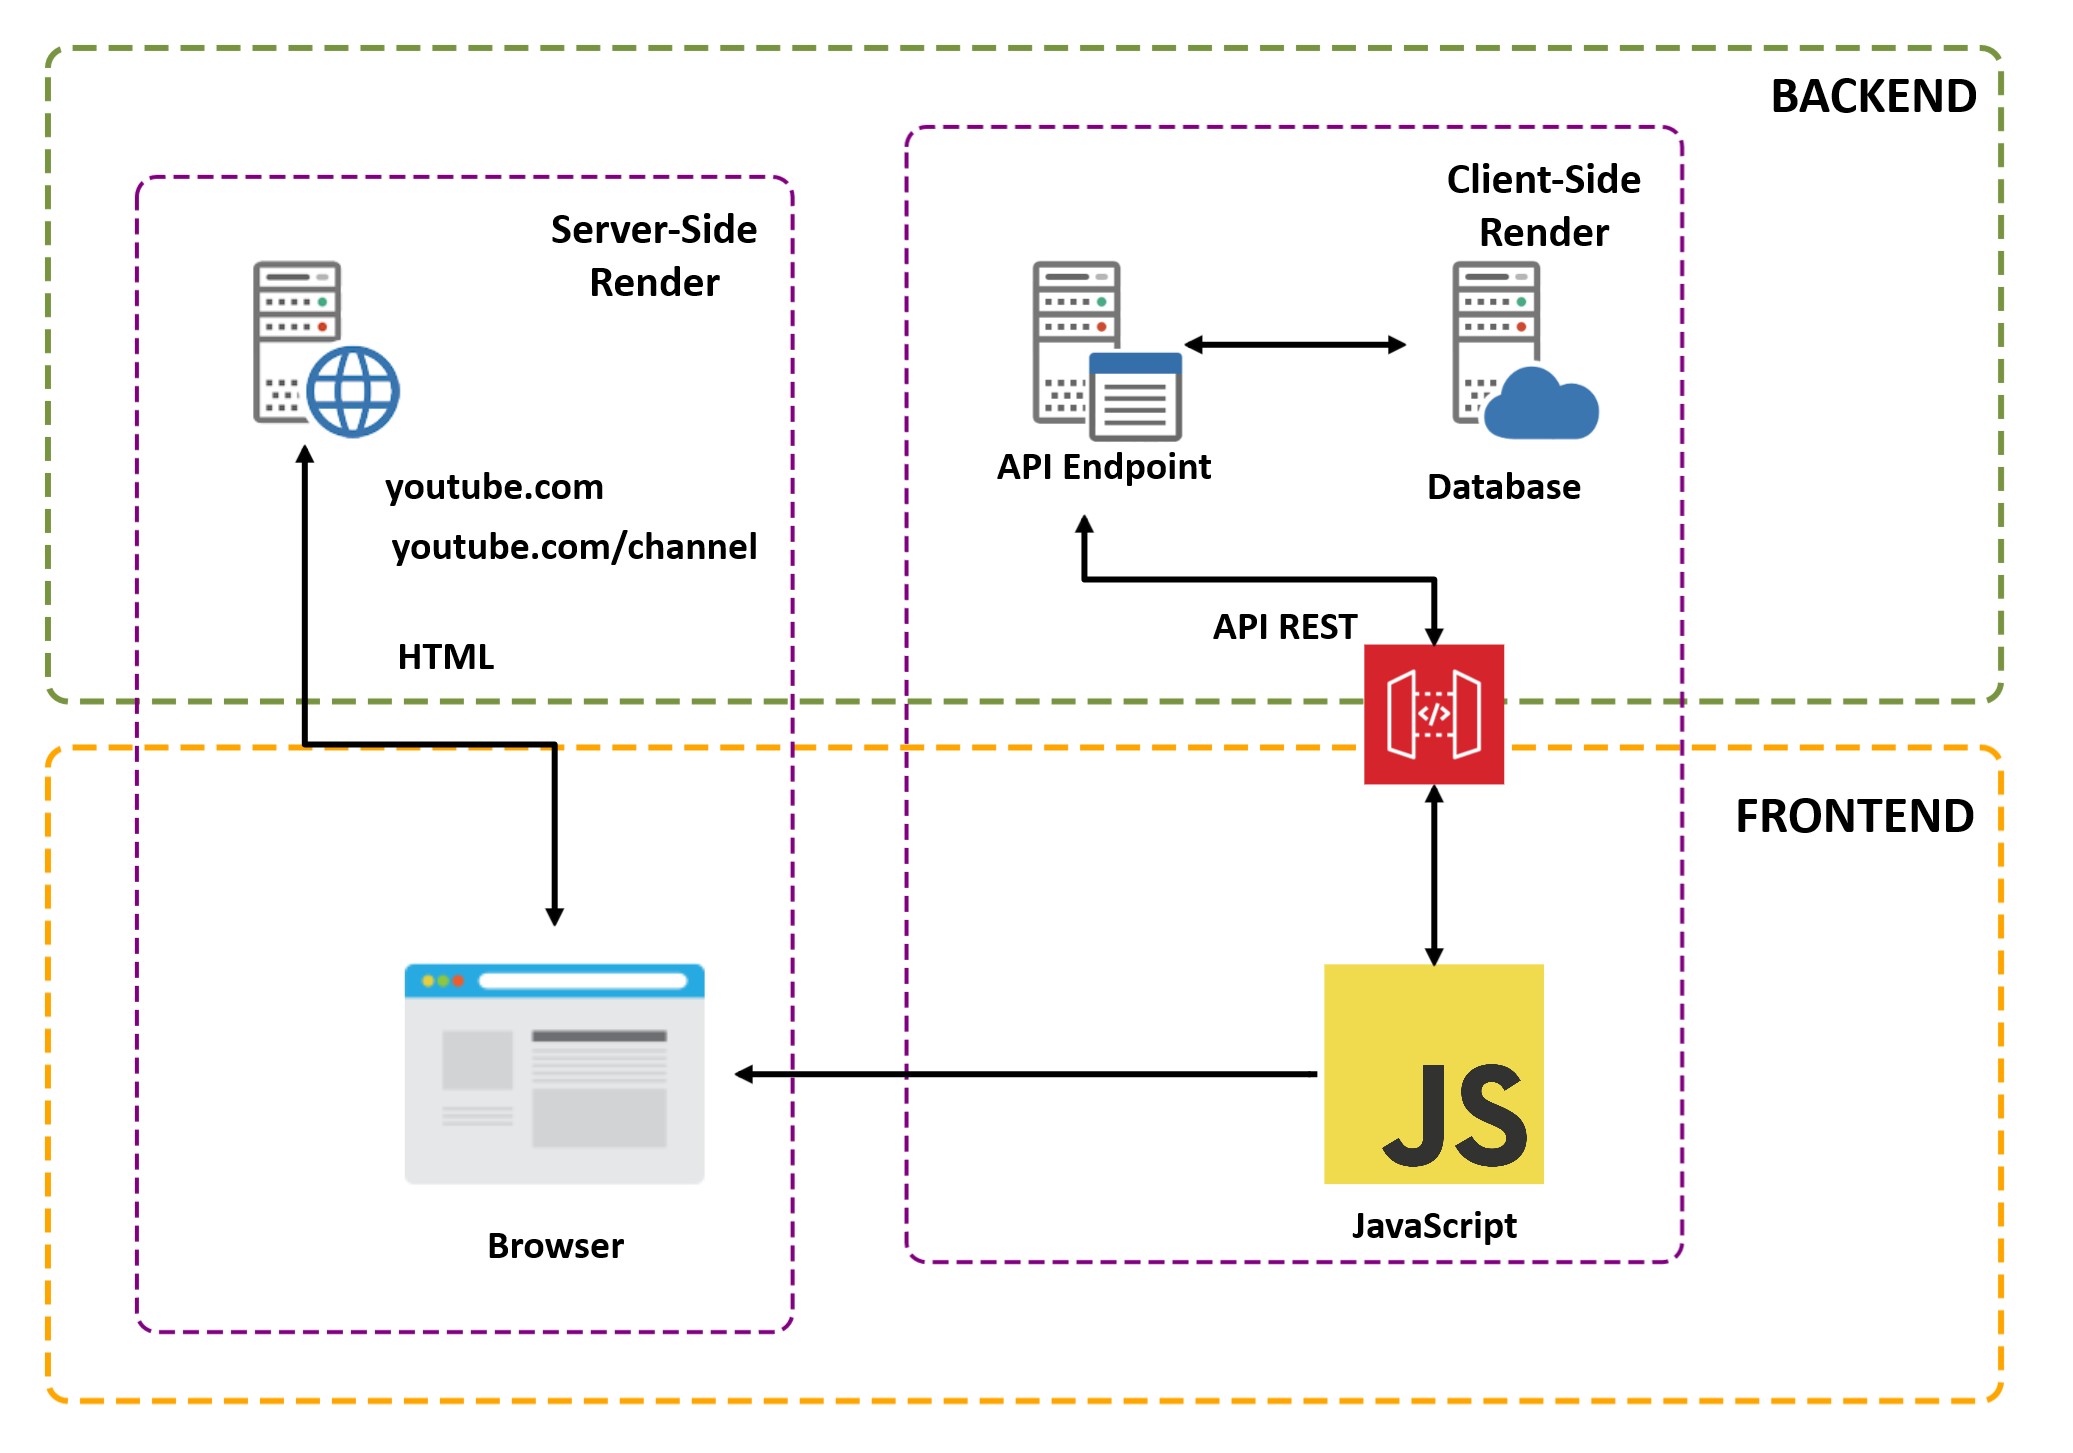 BACKEND
Server-Side
Render
youtube.com
youtube.com/channel
HTML
Client-Side
Render
API Endpoint
Database
API REST
</>
FRONTEND
Browser
JS
JavaScript